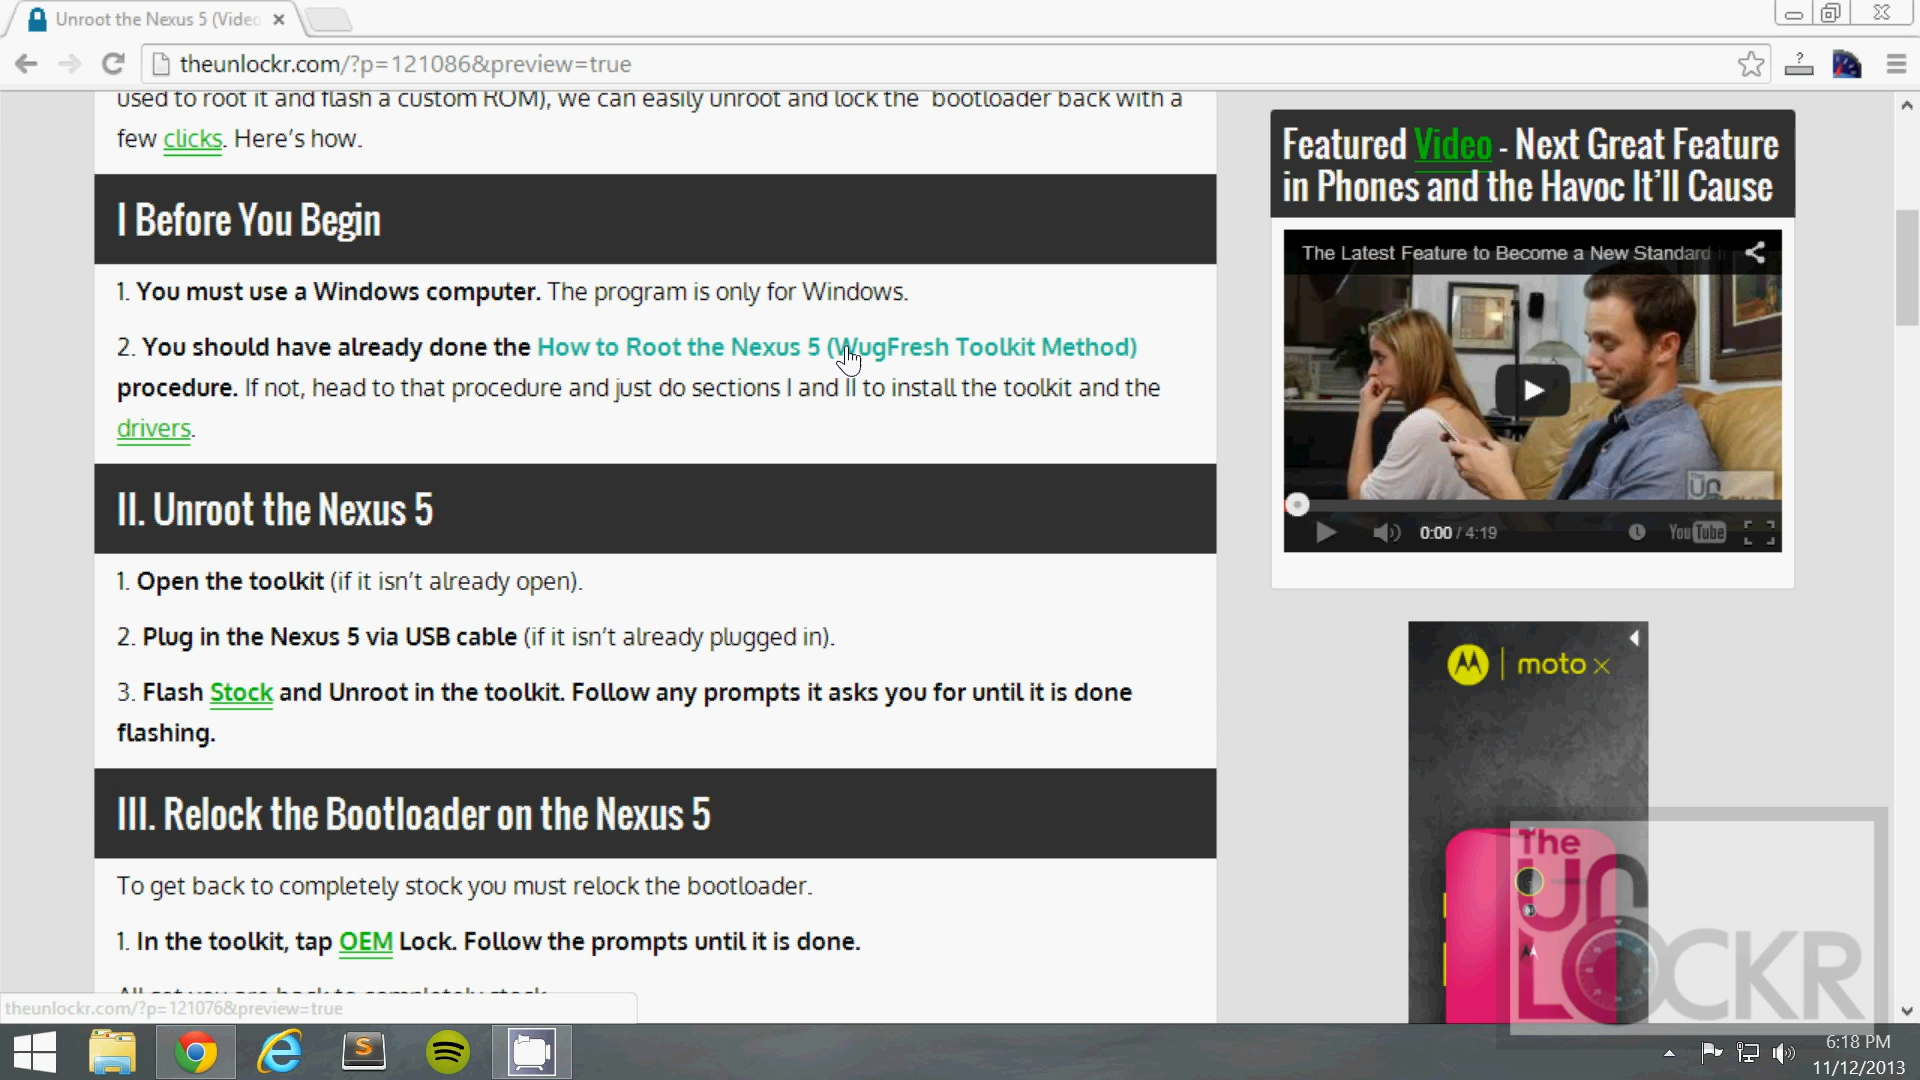 Unroot the Nexus 5 (Video
theunlockr.com/?p=121086&preview=true
used to root it and flash a custom ROM), we can easily unroot and lock the bootloader back with a
few clicks. Here's how.
I Before You Begin
1. You must use a Windows computer. The program is only for Windows.
2. You should have already done the How to Root the Nexus 5 (WugFresh Toolkit Method)
procedure. If not, head to that procedure and just do sections I and II to install the toolkit and the
drivers.
II. Unroot the Nexus 5
1. Open the toolkit (if it isn't already open).
2. Plug in the Nexus 5 via USB cable (if it isn't already plugged in).
3. Flash Stock and Unroot in the toolkit. Follow any prompts it asks you for until it is done
flashing.
III. Relock the Bootloader on the Nexus 5
To get back to completely stock you must relock the bootloader.
1. In the toolkit, tap OEM Lock. Follow the prompts until it is done.
theunlockr.com/?p=121076&preview=true
Featured Video - Next Great Feature
in Phones and the Havoc It'll Cause
The Latest Feature to Become a New Standard
The
UN
LOCKR
0:00 / 4:19
YouTube
moto x
The
UN
LOCKR
6:18 PM
11/12/2013